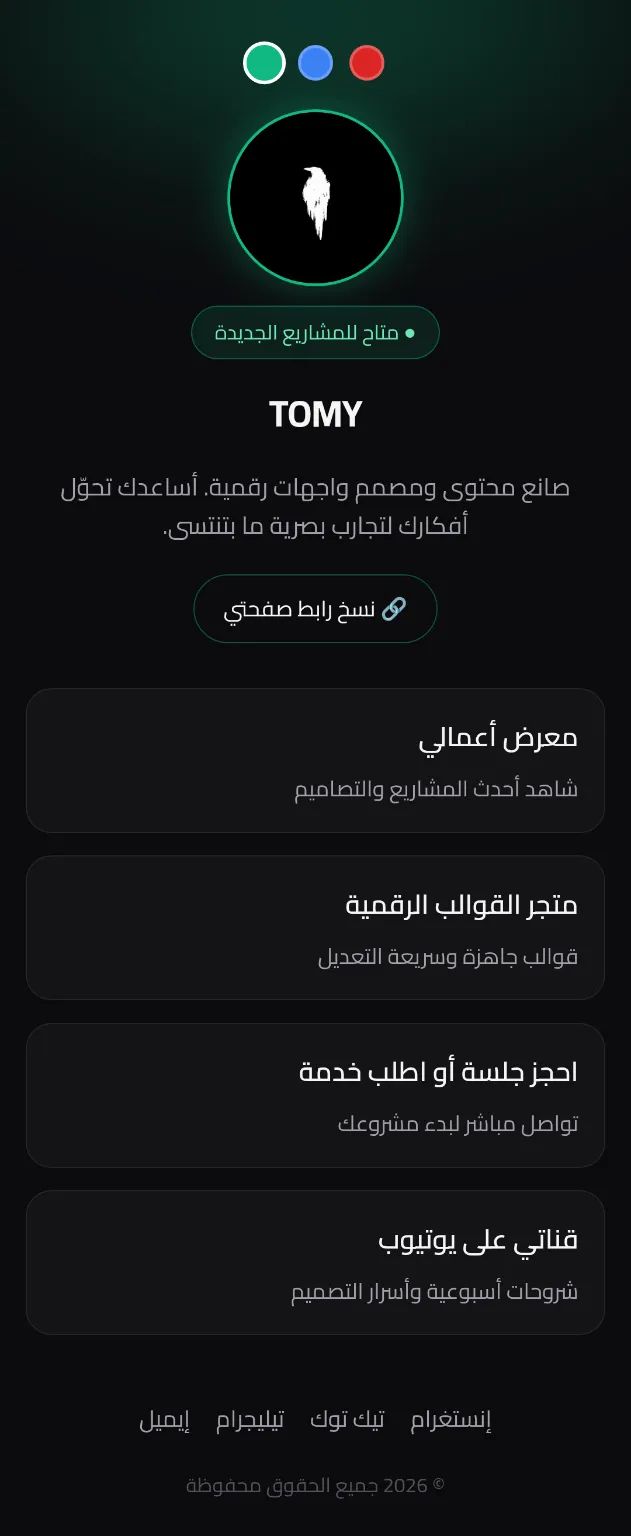 ● متاح للمشاريع الجديدة
TOMY
صانع محتوى ومصمم واجهات رقمية. أساعدك تحوّل
أفكارك لتجارب بصرية ما بتنتسى.
🔗 نسخ رابط صفحتي
معرض أعمالي
شاهد أحدث المشاريع والتصاميم
متجر القوالب الرقمية
قوالب جاهزة وسريعة التعديل
احجز جلسة أو اطلب خدمة
تواصل مباشر لبدء مشروعك
قناتي على يوتيوب
شروحات أسبوعية وأسرار التصميم
إنستغرام تيك توك تيليجرام إيميل
© 2026 جميع الحقوق محفوظة